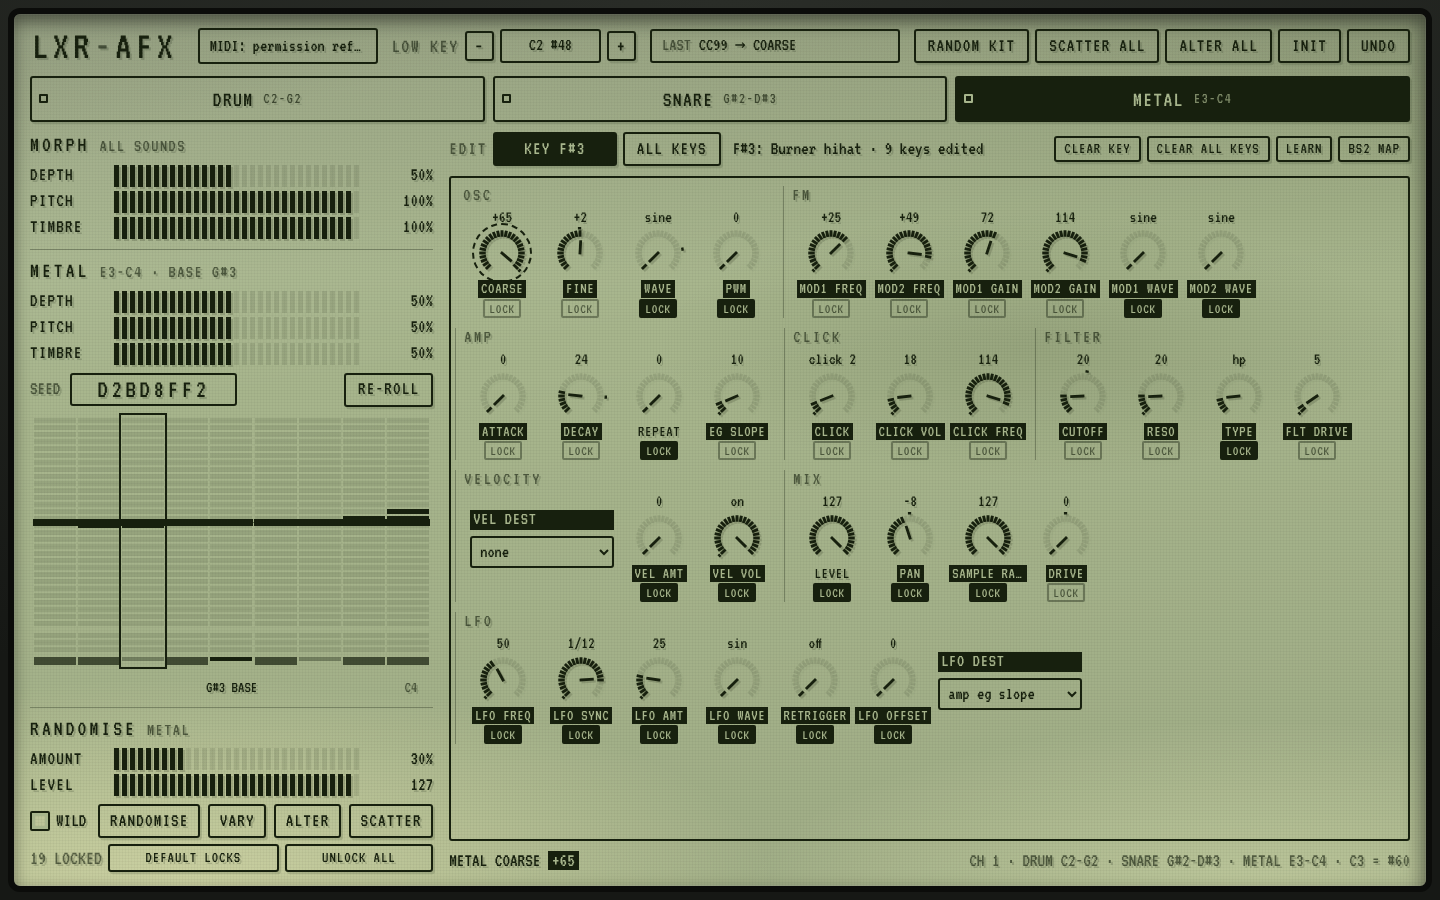 LXR-AFX MIDI: permission ref… LOW KEY - C2 #48 + LAST CC99 → COARSE RANDOM KIT SCATTER ALL ALTER ALL INIT UNDO
DRUM C2-G2 SNARE G#2-D#3 METAL E3-C4
MORPH ALL SOUNDS
DEPTH 50%
PITCH 100%
TIMBRE 100%
METAL E3-C4 · BASE G#3
DEPTH 50%
PITCH 50%
TIMBRE 50%
SEED D2BD8FF2 RE-ROLL
G#3 BASE C4
RANDOMISE METAL
AMOUNT 30%
LEVEL 127
WILD RANDOMISE VARY ALTER SCATTER
19 LOCKED DEFAULT LOCKS UNLOCK ALL
EDIT KEY F#3 ALL KEYS F#3: Burner hihat · 9 keys edited CLEAR KEY CLEAR ALL KEYS LEARN BS2 MAP
OSC FM
+65 +2 sine 0 +25 +49 72 114 sine sine
COARSE FINE WAVE PWM MOD1 FREQ MOD2 FREQ MOD1 GAIN MOD2 GAIN MOD1 WAVE MOD2 WAVE
LOCK LOCK LOCK LOCK LOCK LOCK LOCK LOCK LOCK LOCK
AMP CLICK FILTER
0 24 0 10 click 2 18 114 20 20 hp 5
ATTACK DECAY REPEAT EG SLOPE CLICK CLICK VOL CLICK FREQ CUTOFF RESO TYPE FLT DRIVE
LOCK LOCK LOCK LOCK LOCK LOCK LOCK LOCK LOCK LOCK LOCK
VELOCITY MIX
0 on 127 -8 127 0
VEL DEST
none
VEL AMT VEL VOL LEVEL PAN SAMPLE RA… DRIVE
LOCK LOCK LOCK LOCK LOCK LOCK
LFO
50 1/12 25 sin off 0
LFO DEST
amp eg slope
LFO FREQ LFO SYNC LFO AMT LFO WAVE RETRIGGER LFO OFFSET
LOCK LOCK LOCK LOCK LOCK LOCK
METAL COARSE +65 CH 1 · DRUM C2-G2 · SNARE G#2-D#3 · METAL E3-C4 · C3 = #60